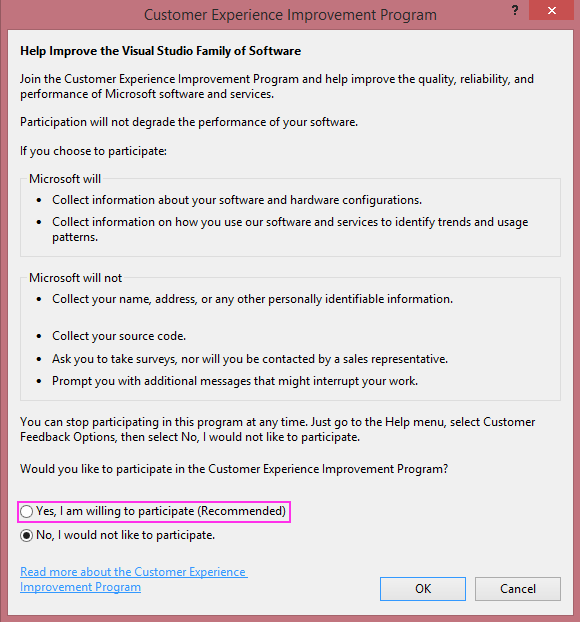 Customer Experience Improvement Program
?
Help Improve the Visual Studio Family of Software
Join the Customer Experience Improvement Program and help improve the quality, reliability, and
performance of Microsoft software and services.
Participation will not degrade the performance of your software.
If you choose to participate:
Microsoft will
• Collect information about your software and hardware configurations.
• Collect information on how you use our software and services to identify trends and usage
patterns.
Microsoft will not
• Collect your name, address, or any other personally identifiable information.
• Collect your source code.
• Ask you to take surveys, nor will you be contacted by a sales representative.
• Prompt you with additional messages that might interrupt your work.
You can stop participating in this program at any time. Just go to the Help menu, select Customer
Feedback Options, then select No, I would not like to participate.
Would you like to participate in the Customer Experience Improvement Program?
Yes, I am willing to participate (Recommended)
No, I would not like to participate.
Read more about the Customer Experience
Improvement Program
OK
Cancel